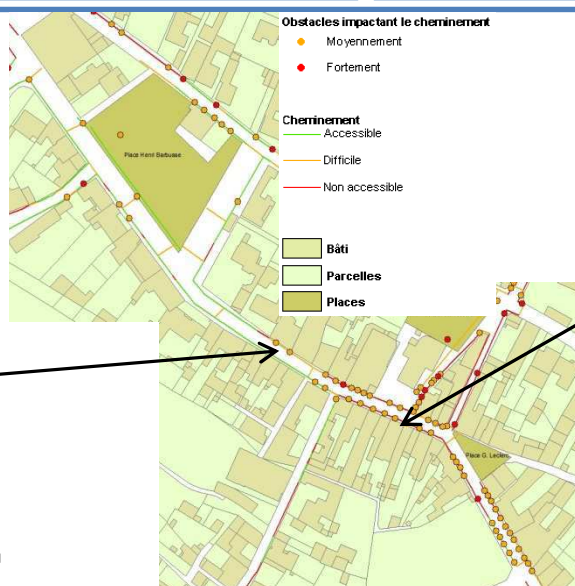 Obstacles impactant le cheminement
Moyennement
Fortement
Cheminement
Accessible
Difficile
Non accessible
Bâti
Parcelles
Places
Place Henri Barbusse
Place G. Leclerc